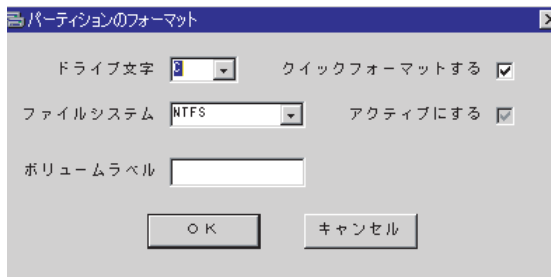 パーティションのフォーマット
ドライブ文字 C クイックフォーマットする
ファイルシステム NTFS アクティブにする
ボリュームラベル
OK キャンセル